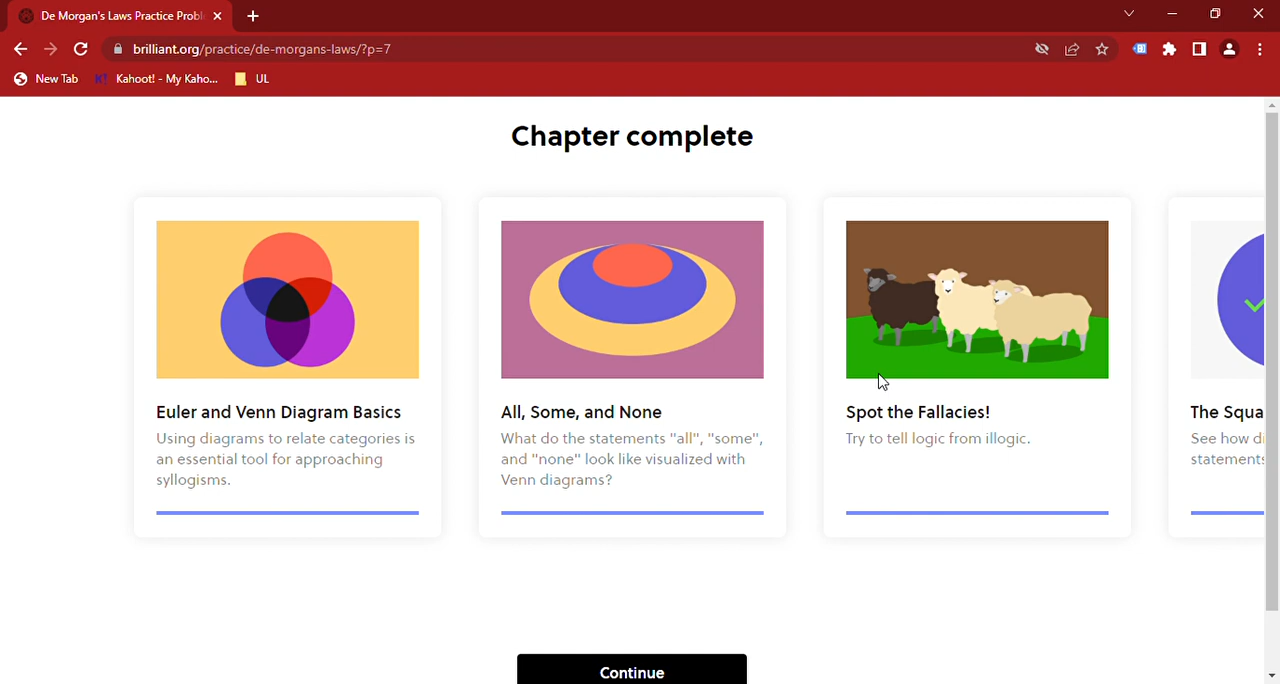 De Morgan's Laws Practice Probl
brilliant.org/practice/de-morgans-laws/?p=7
New Tab
K! Kahoot! - My Kaho...
UL
Chapter complete
Euler and Venn Diagram Basics
Using diagrams to relate categories is
an essential tool for approaching
syllogisms.
All, Some, and None
What do the statements "all", "some",
and "none" look like visualized with
Venn diagrams?
Spot the Fallacies!
Try to tell logic from illogic.
The Squa
See how di
statements
Continue